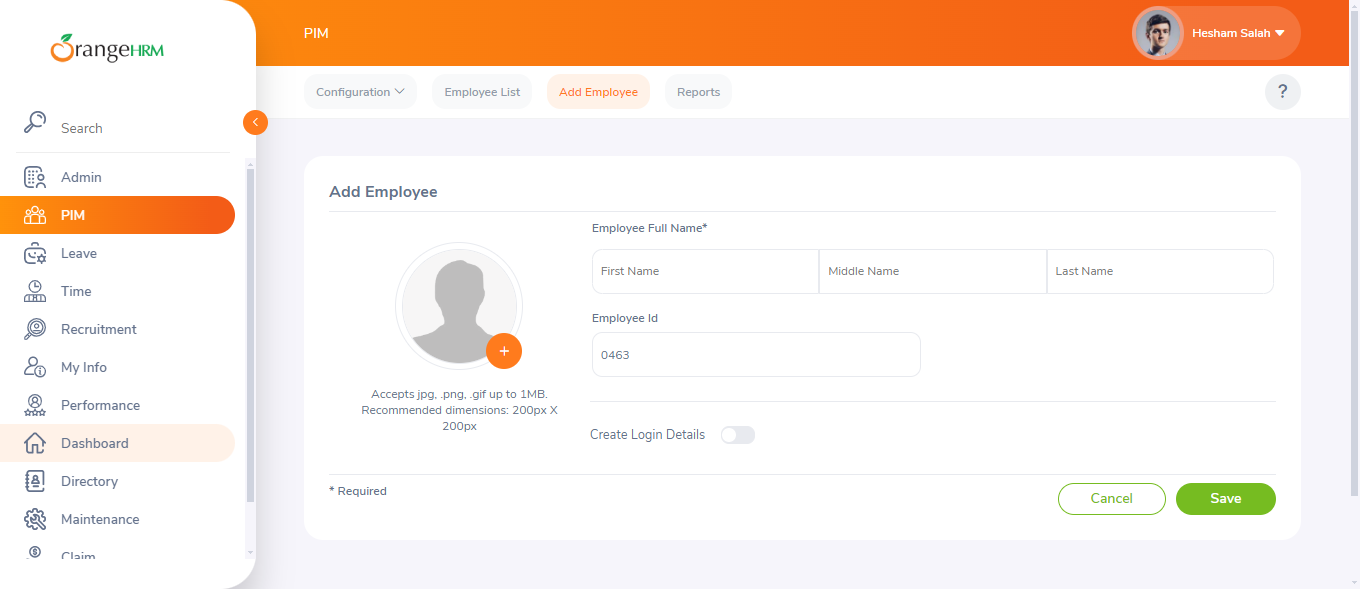 OrangeHRM
PIM
Hesham Salah
Configuration
Employee List
Add Employee
Reports
?
Search
Admin
PIM
Leave
Time
Recruitment
My Info
Performance
Dashboard
Directory
Maintenance
Claim
Add Employee
Employee Full Name*
First Name
Middle Name
Last Name
Employee Id
0463
Accepts jpg, .png, .gif up to 1MB.
Recommended dimensions: 200px X
200px
Create Login Details
* Required
Cancel
Save